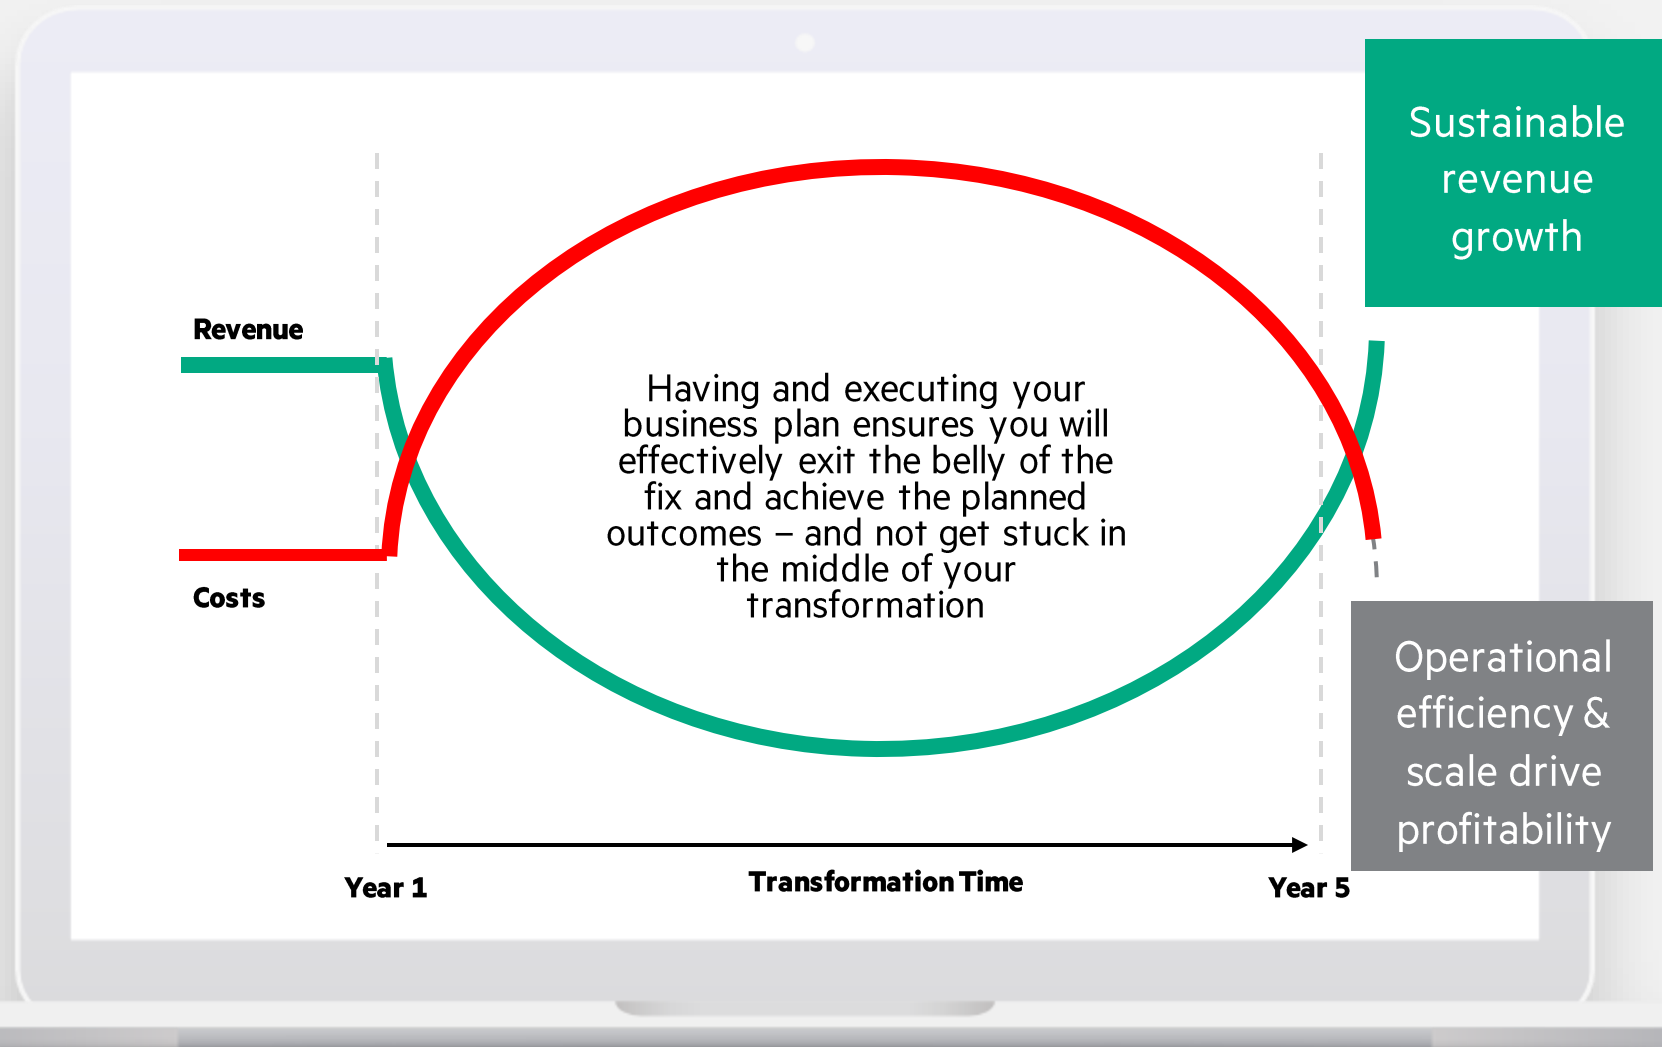 Sustainable
revenue
growth
Revenue
Having and executing your
business plan ensures you will
effectively exit the belly of the
fix and achieve the planned
outcomes – and not get stuck in
the middle of your
transformation
Costs
Operational
efficiency &
scale drive
profitability
Year 1
Transformation Time
Year 5